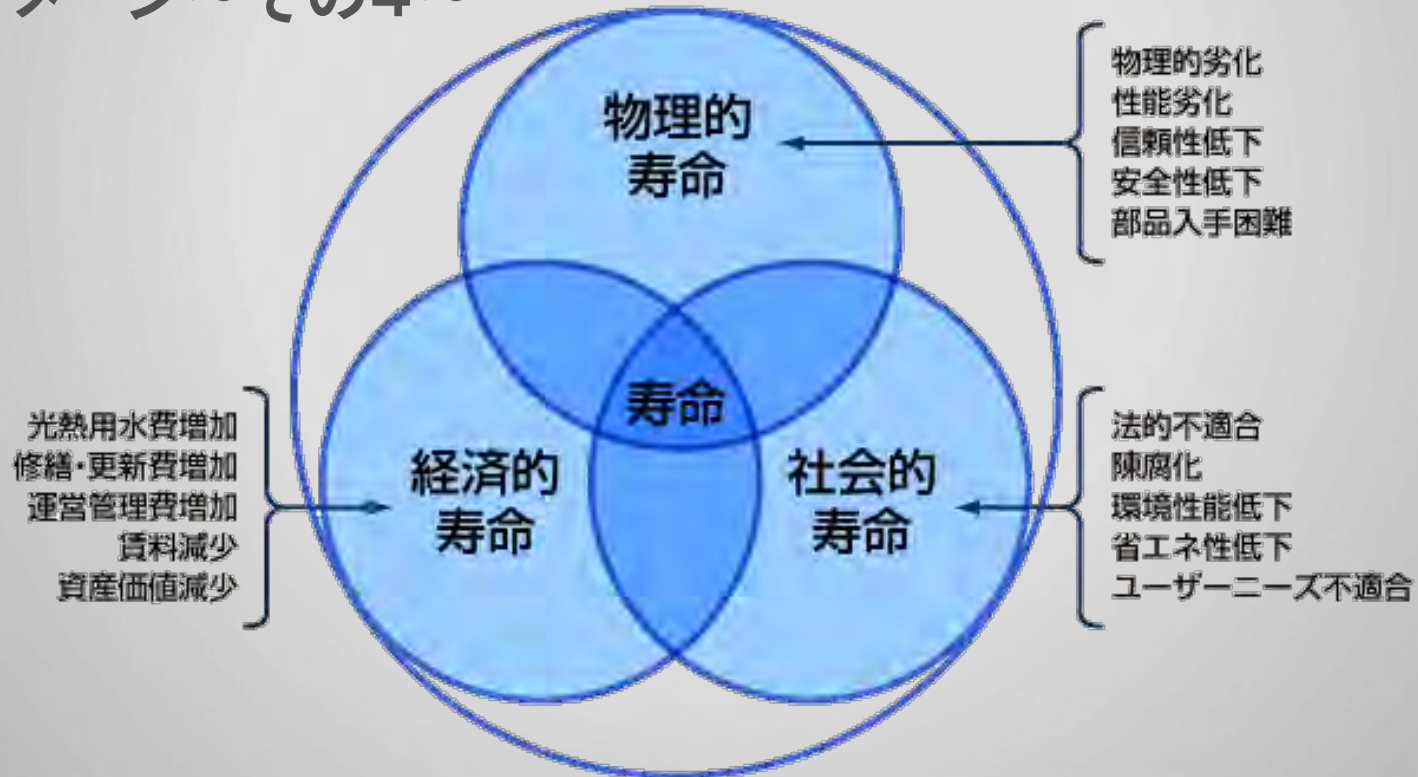 物理的
寿命
物理的劣化
性能劣化
信頼性低下
安全性低下
部品入手困難
寿命
経済的
寿命
光熱用水費増加
修繕・更新費増加
運営管理費増加
賃料減少
資産価値減少
社会的
寿命
法的不適合
陳腐化
環境性能低下
省エネ性低下
ユーザーニーズ不適合